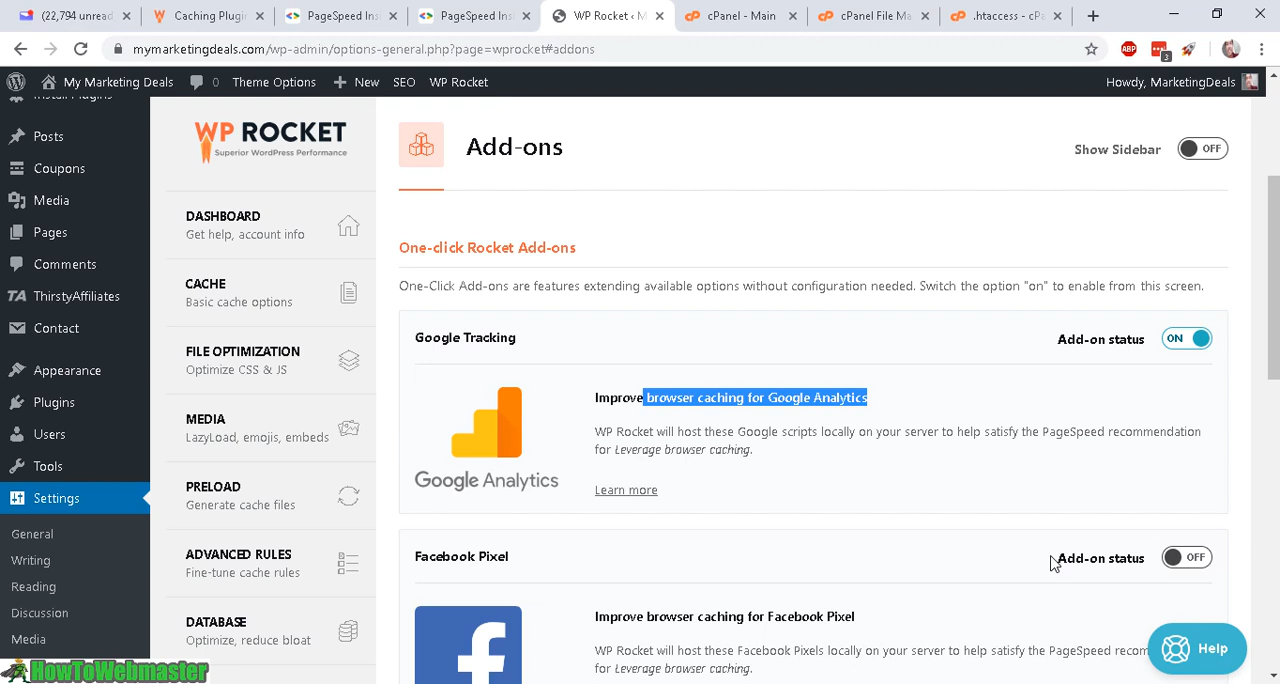 (22,794 unread
Caching Plugi
PageSpeed Ins
PageSpeed Ins
WP Rocket ‹ M
cPanel - Main
cPanel File Ma
.htaccess - cPa
mymarketingdeals.com/wp-admin/options-general.php?page=wprocket#addons
ABP
3
My Marketing Deals
0
Theme Options
New
SEO
WP Rocket
Howdy, MarketingDeals
Install Plugins
Posts
Coupons
Media
Pages
Comments
ThirstyAffiliates
Contact
Appearance
Plugins
Users
Tools
Settings
General
Writing
Reading
Discussion
Media
HowToWebmaster
WP ROCKET
Superior WordPress Performance
DASHBOARD
Get help, account info
CACHE
Basic cache options
FILE OPTIMIZATION
Optimize CSS & JS
MEDIA
LazyLoad, emojis, embeds
PRELOAD
Generate cache files
ADVANCED RULES
Fine-tune cache rules
DATABASE
Optimize, reduce bloat
Add-ons
Show Sidebar
OFF
One-click Rocket Add-ons
One-Click Add-ons are features extending available options without configuration needed. Switch the option "on" to enable from this screen.
Google Tracking
Add-on status
ON
Google Analytics
Improve browser caching for Google Analytics
WP Rocket will host these Google scripts locally on your server to help satisfy the PageSpeed recommendation
for Leverage browser caching.
Learn more
Facebook Pixel
Add-on status
OFF
Improve browser caching for Facebook Pixel
WP Rocket will host these Facebook Pixels locally on your server to help satisfy the PageSpeed recom
for Leverage browser caching.
Help